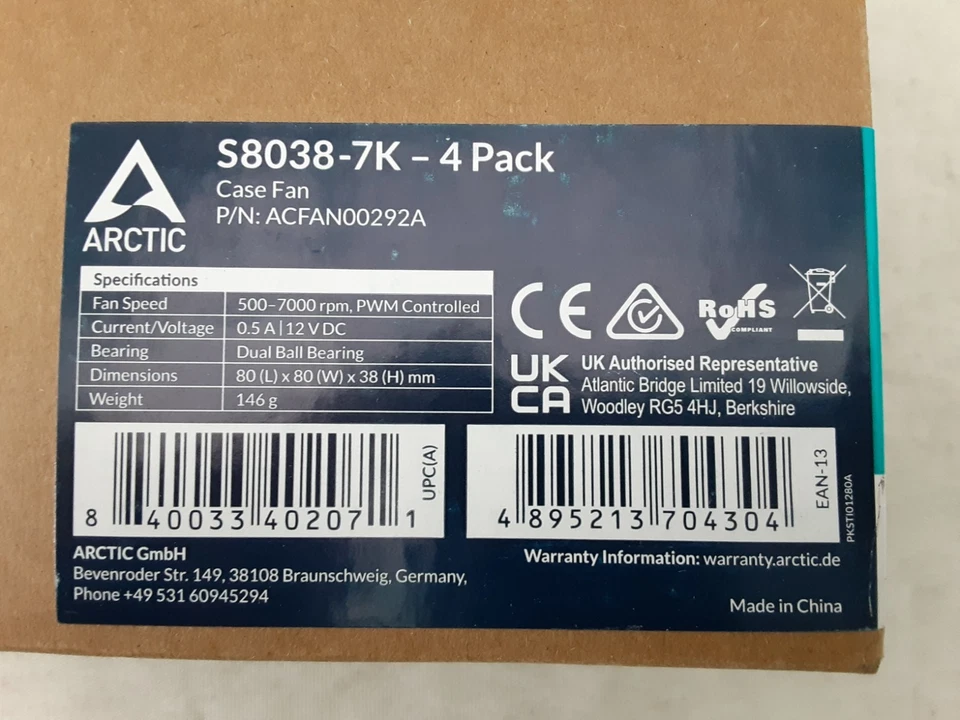 S8038-7K – 4 Pack
Case Fan
P/N: ACFAN00292A
ARCTIC
Specifications
Fan Speed 500–7000 rpm, PWM Controlled
Current/Voltage 0.5 A | 12 V DC
Bearing Dual Ball Bearing
Dimensions 80 (L) x 80 (W) x 38 (H) mm
Weight 146 g
CE
RoHS
COMPLIANT
UK
CA
UK Authorised Representative
Atlantic Bridge Limited 19 Willowside,
Woodley RG5 4HJ, Berkshire
8 40033 40207 1
UPC(A)
4 895213 704304
EAN-13
PKSTI01280A
ARCTIC GmbH
Bevenroder Str. 149, 38108 Braunschweig, Germany,
Phone +49 531 60945294
Warranty Information: warranty.arctic.de
Made in China